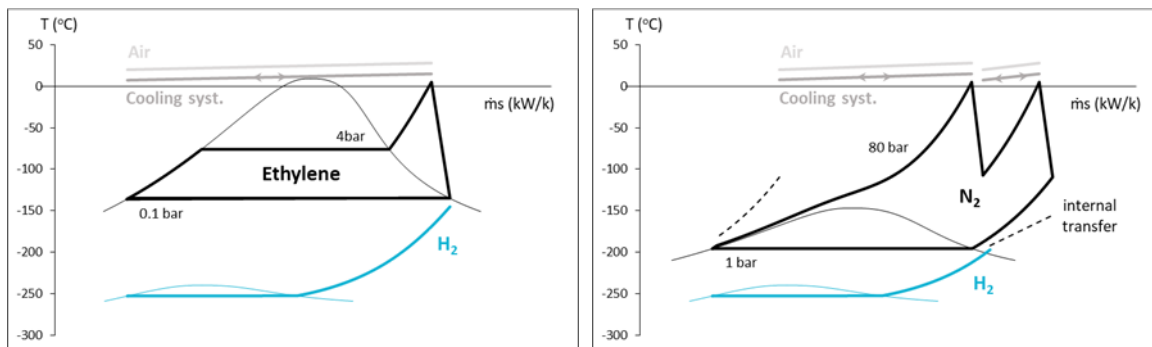 T (°C)
50
0
-50
-100
-150
-200
-250
-300
Air
Cooling syst.
ṁs (kW/k)
4bar
Ethylene
0.1 bar
H₂
T (°C)
50
0
-50
-100
-150
-200
-250
-300
Air
Cooling syst.
ṁs (kW/k)
80 bar
N₂
internal
transfer
1 bar
H₂